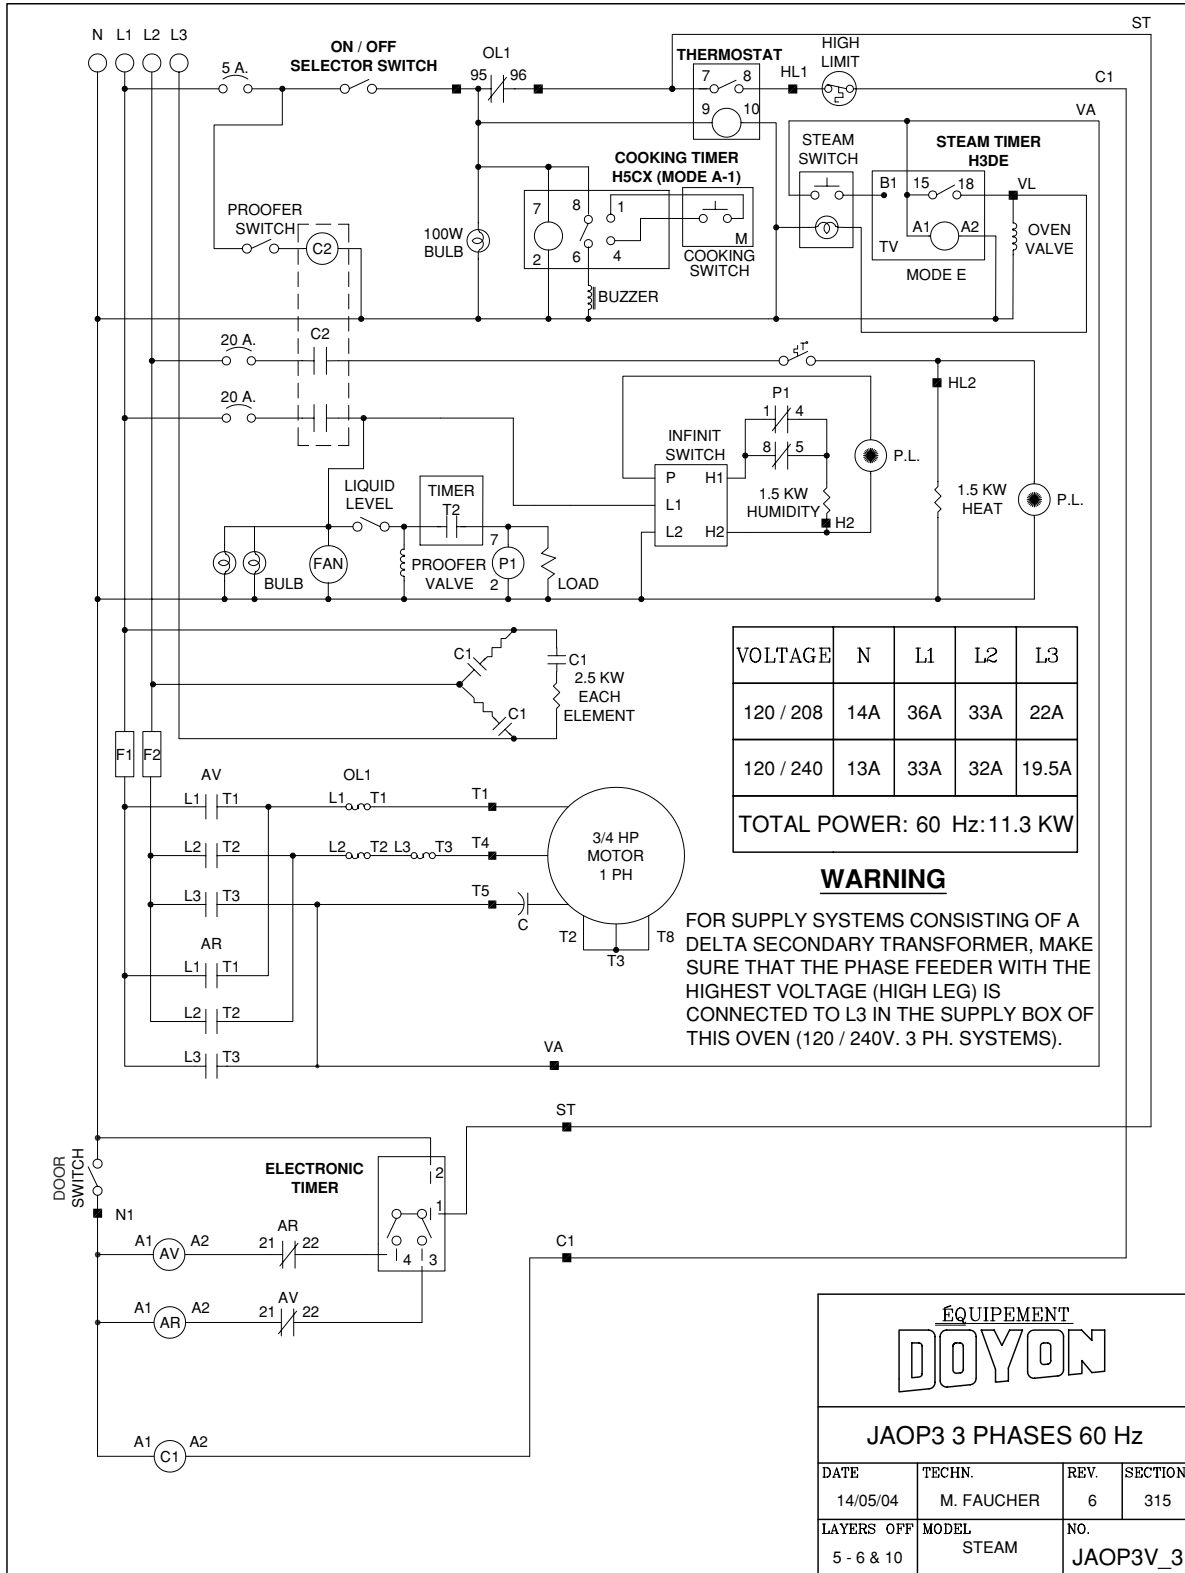 N L1 L2 L3
5 A.
ON / OFF
SELECTOR SWITCH
OL1
95 96
THERMOSTAT
7 8
9 10
HL1
HIGH
LIMIT
ST
C1
VA
PROOFER
SWITCH
C2
100W
BULB
COOKING TIMER
H5CX (MODE A-1)
7
2
8
6
1
4
M
COOKING
SWITCH
BUZZER
STEAM
SWITCH
STEAM TIMER
H3DE
B1
15 18
A1 A2
TV
MODE E
VL
OVEN
VALVE
20 A.
C2
T°
HL2
20 A.
P1
1 4
8 5
INFINIT
SWITCH
P H1
L1
L2 H2
1.5 KW
HUMIDITY
H2
P.L.
1.5 KW
HEAT
P.L.
LIQUID
LEVEL
TIMER
T2
BULB
FAN
PROOFER
VALVE
7
P1
2
LOAD
C1
C1
C1
2.5 KW
EACH
ELEMENT
VOLTAGE N L1 L2 L3
120 / 208 14A 36A 33A 22A
120 / 240 13A 33A 32A 19.5A
TOTAL POWER: 60 Hz:11.3 KW
F1 F2
AV
L1 T1
L2 T2
L3 T3
OL1
L1 T1
L2 T2 L3 T3
T1
T4
T5
C
3/4 HP
MOTOR
1 PH
T2 T8
T3
AR
L1 T1
L2 T2
L3 T3
VA
WARNING
FOR SUPPLY SYSTEMS CONSISTING OF A
DELTA SECONDARY TRANSFORMER, MAKE
SURE THAT THE PHASE FEEDER WITH THE
HIGHEST VOLTAGE (HIGH LEG) IS
CONNECTED TO L3 IN THE SUPPLY BOX OF
THIS OVEN (120 / 240V. 3 PH. SYSTEMS).
ST
DOOR
SWITCH
N1
ELECTRONIC
TIMER
2
1
4 3
A1 AV A2
AR
21 22
C1
A1 AR A2
AV
21 22
A1 C1 A2
ÉQUIPEMENT
DOYON
JAOP3 3 PHASES 60 Hz
DATE TECHN. REV. SECTION
14/05/04 M. FAUCHER 6 315
LAYERS OFF MODEL NO.
5 - 6 & 10 STEAM JAOP3V_3